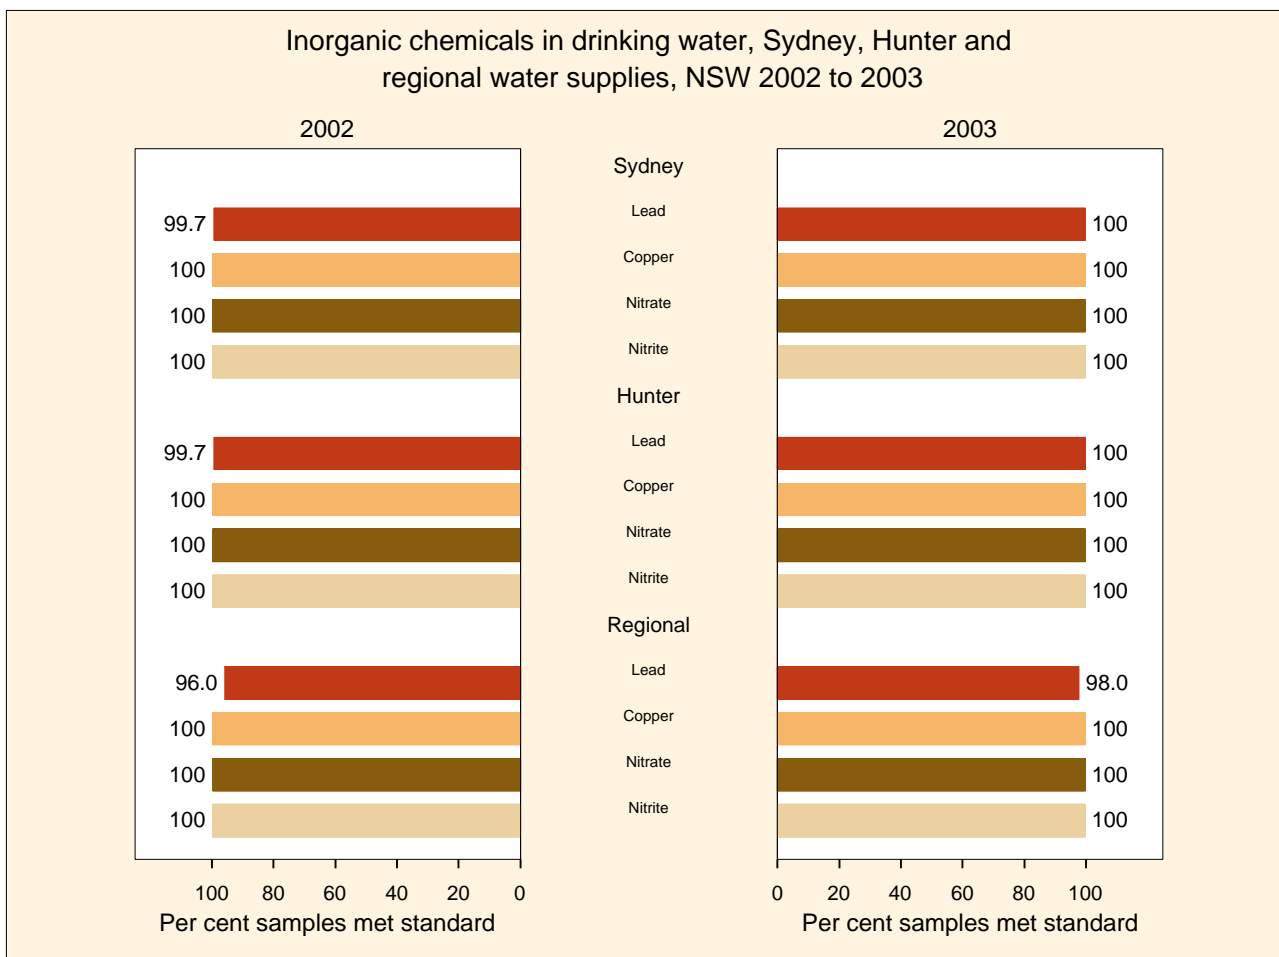 Inorganic chemicals in drinking water, Sydney, Hunter and
regional water supplies, NSW 2002 to 2003
2002
2003
Sydney
99.7 Lead 100
100 Copper 100
100 Nitrate 100
100 Nitrite 100
Hunter
99.7 Lead 100
100 Copper 100
100 Nitrate 100
100 Nitrite 100
Regional
96.0 Lead 98.0
100 Copper 100
100 Nitrate 100
100 Nitrite 100
100 80 60 40 20 0
0 20 40 60 80 100
Per cent samples met standard
Per cent samples met standard